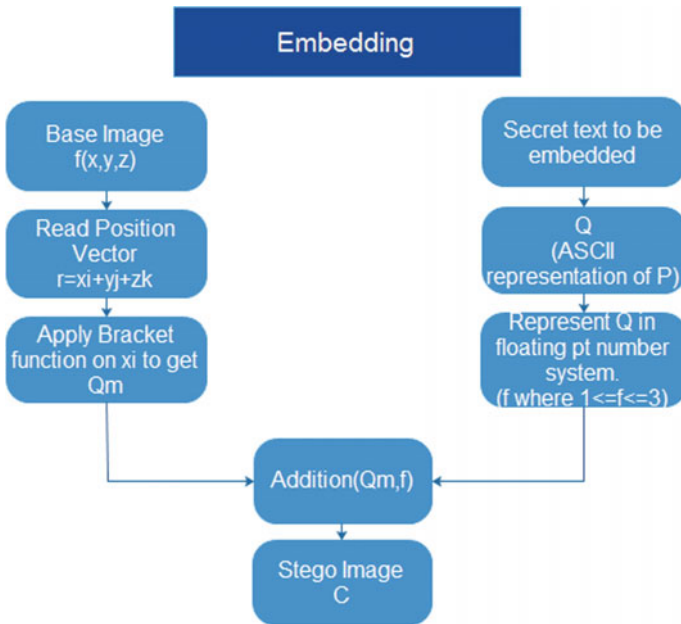 Embedding
Base Image
f(x,y,z)
Read Position
Vector
r=xi+yj+zk
Apply Bracket
function on xi to get
Qm
Secret text to be
embedded
Q
(ASCII
representation of P)
Represent Q in
floating pt number
system.
(f where 1<=f<=3)
Addition(Qm,f)
Stego Image
C